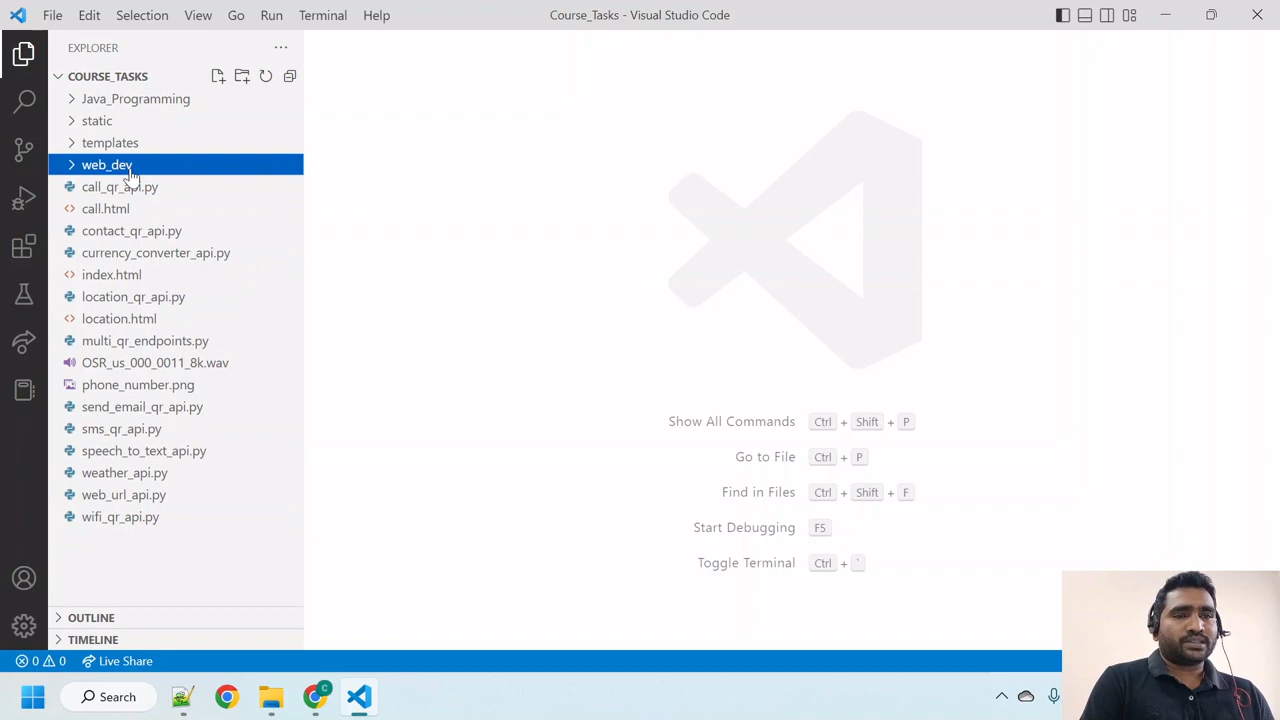 File Edit Selection View Go Run Terminal Help Course_Tasks - Visual Studio Code
EXPLORER
COURSE_TASKS
Java_Programming
static
templates
web_dev
call_qr_api.py
call.html
contact_qr_api.py
currency_converter_api.py
index.html
location_qr_api.py
location.html
multi_qr_endpoints.py
OSR_us_000_0011_8k.wav
phone_number.png
send_email_qr_api.py
sms_qr_api.py
speech_to_text_api.py
weather_api.py
web_url_api.py
wifi_qr_api.py
OUTLINE
TIMELINE
Show All Commands Ctrl + Shift + P
Go to File Ctrl + P
Find in Files Ctrl + Shift + F
Start Debugging F5
Toggle Terminal Ctrl + `
0 0 Live Share
Search